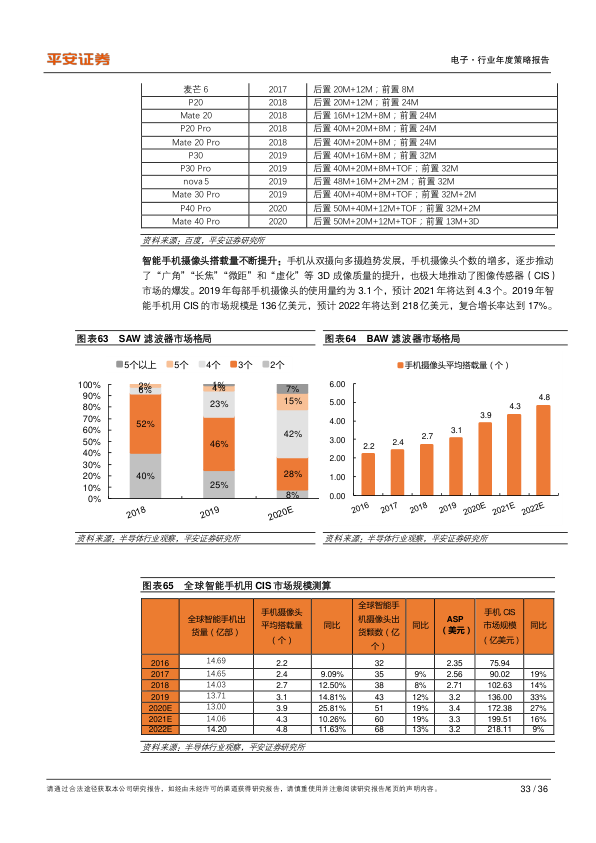 平安证券
电子·行业年度策略报告
麦芒 6 2017 后置 20M+12M；前置 8M
P20 2018 后置 20M+12M；前置 24M
Mate 20 2018 后置 16M+12M+8M；前置 24M
P20 Pro 2018 后置 40M+20M+8M；前置 24M
Mate 20 Pro 2018 后置 40M+20M+8M；前置 24M
P30 2019 后置 40M+16M+8M；前置 32M
P30 Pro 2019 后置 40M+20M+8M+TOF；前置 32M
nova 5 2019 后置 48M+16M+2M+2M；前置 32M
Mate 30 Pro 2019 后置 40M+40M+8M+TOF；前置 32M+2M
P40 Pro 2020 后置 50M+40M+12M+TOF；前置 32M+2M
Mate 40 Pro 2020 后置 50M+20M+12M+TOF；前置 13M+3D
资料来源：百度，平安证券研究所
智能手机摄像头搭载量不断提升：手机从双摄向多摄趋势发展，手机摄像头个数的增多，逐步推动
了“广角”“长焦”“微距”和“虚化”等 3D 成像质量的提升，也极大地推动了图像传感器（CIS）
市场的爆发。2019 年每部手机摄像头的使用量约为 3.1 个，预计 2021 年将达到 4.3 个。2019 年智
能手机用 CIS 的市场规模是 136 亿美元，预计 2022 年将达到 218 亿美元，复合增长率达到 17%。
图表63 SAW 滤波器市场格局
5个以上 5个 4个 3个 2个
100%
90%
80%
70%
60%
50%
40%
30%
20%
10%
0%
2%
6%
52%
40%
1%
4%
23%
46%
25%
7%
15%
42%
28%
8%
2018 2019 2020E
资料来源：半导体行业观察，平安证券研究所
图表64 BAW 滤波器市场格局
手机摄像头平均搭载量（个）
6.00
5.00
4.00
3.00
2.00
1.00
0.00
2.2 2.4 2.7 3.1 3.9 4.3 4.8
2016 2017 2018 2019 2020E 2021E 2022E
资料来源：半导体行业观察，平安证券研究所
图表65 全球智能手机用 CIS 市场规模测算
全球智能手机出货量（亿部） 手机摄像头平均搭载量（个） 同比 全球智能手机摄像头出货颗数（亿个） 同比 ASP（美元） 手机 CIS 市场规模（亿美元） 同比
2016 14.69 2.2 32 2.35 75.94
2017 14.65 2.4 9.09% 35 9% 2.56 90.02 19%
2018 14.03 2.7 12.50% 38 8% 2.71 102.63 14%
2019 13.71 3.1 14.81% 43 12% 3.2 136.00 33%
2020E 13.00 3.9 25.81% 51 19% 3.4 172.38 27%
2021E 14.06 4.3 10.26% 60 19% 3.3 199.51 16%
2022E 14.20 4.8 11.63% 68 13% 3.2 218.11 9%
资料来源：半导体行业观察，平安证券研究所
请通过合法途径获取本公司研究报告，如经由未经许可的渠道获得研究报告，请慎重使用并注意阅读研究报告尾页的声明内容。
33 / 36